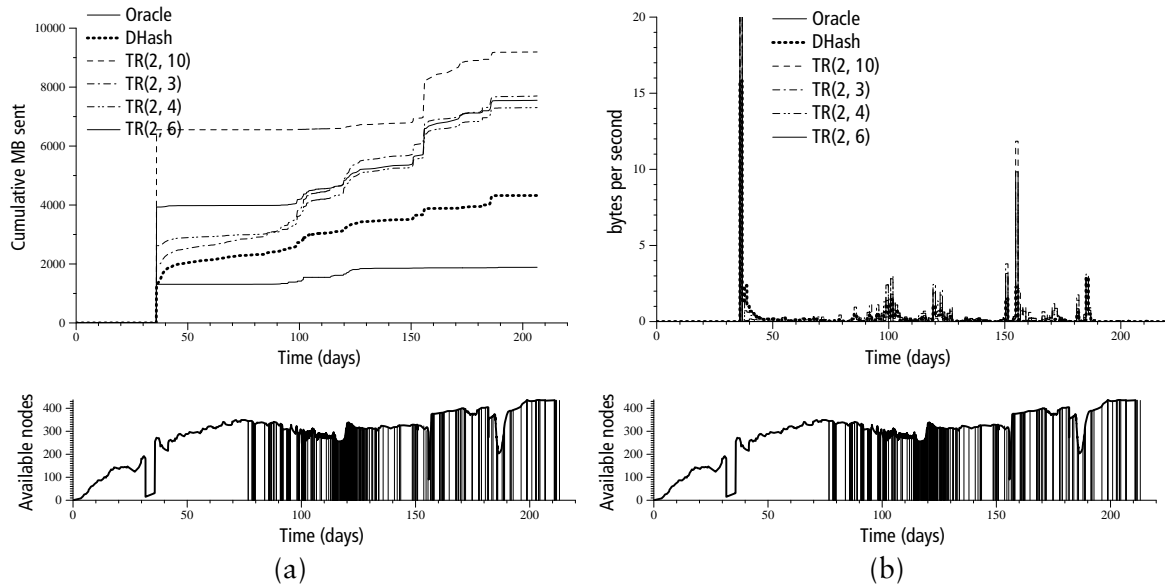 Oracle
DHash
TR(2, 10)
TR(2, 3)
TR(2, 4)
TR(2, 6)
10000
8000
6000
4000
2000
0
Cumulative MB sent
0
50
100
150
200
Time (days)
400
300
200
100
0
Available nodes
0
50
100
150
200
Time (days)
(a)
Oracle
DHash
TR(2, 10)
TR(2, 3)
TR(2, 4)
TR(2, 6)
20
15
10
5
0
bytes per second
0
50
100
150
200
Time (days)
400
300
200
100
0
Available nodes
0
50
100
150
200
Time (days)
(b)